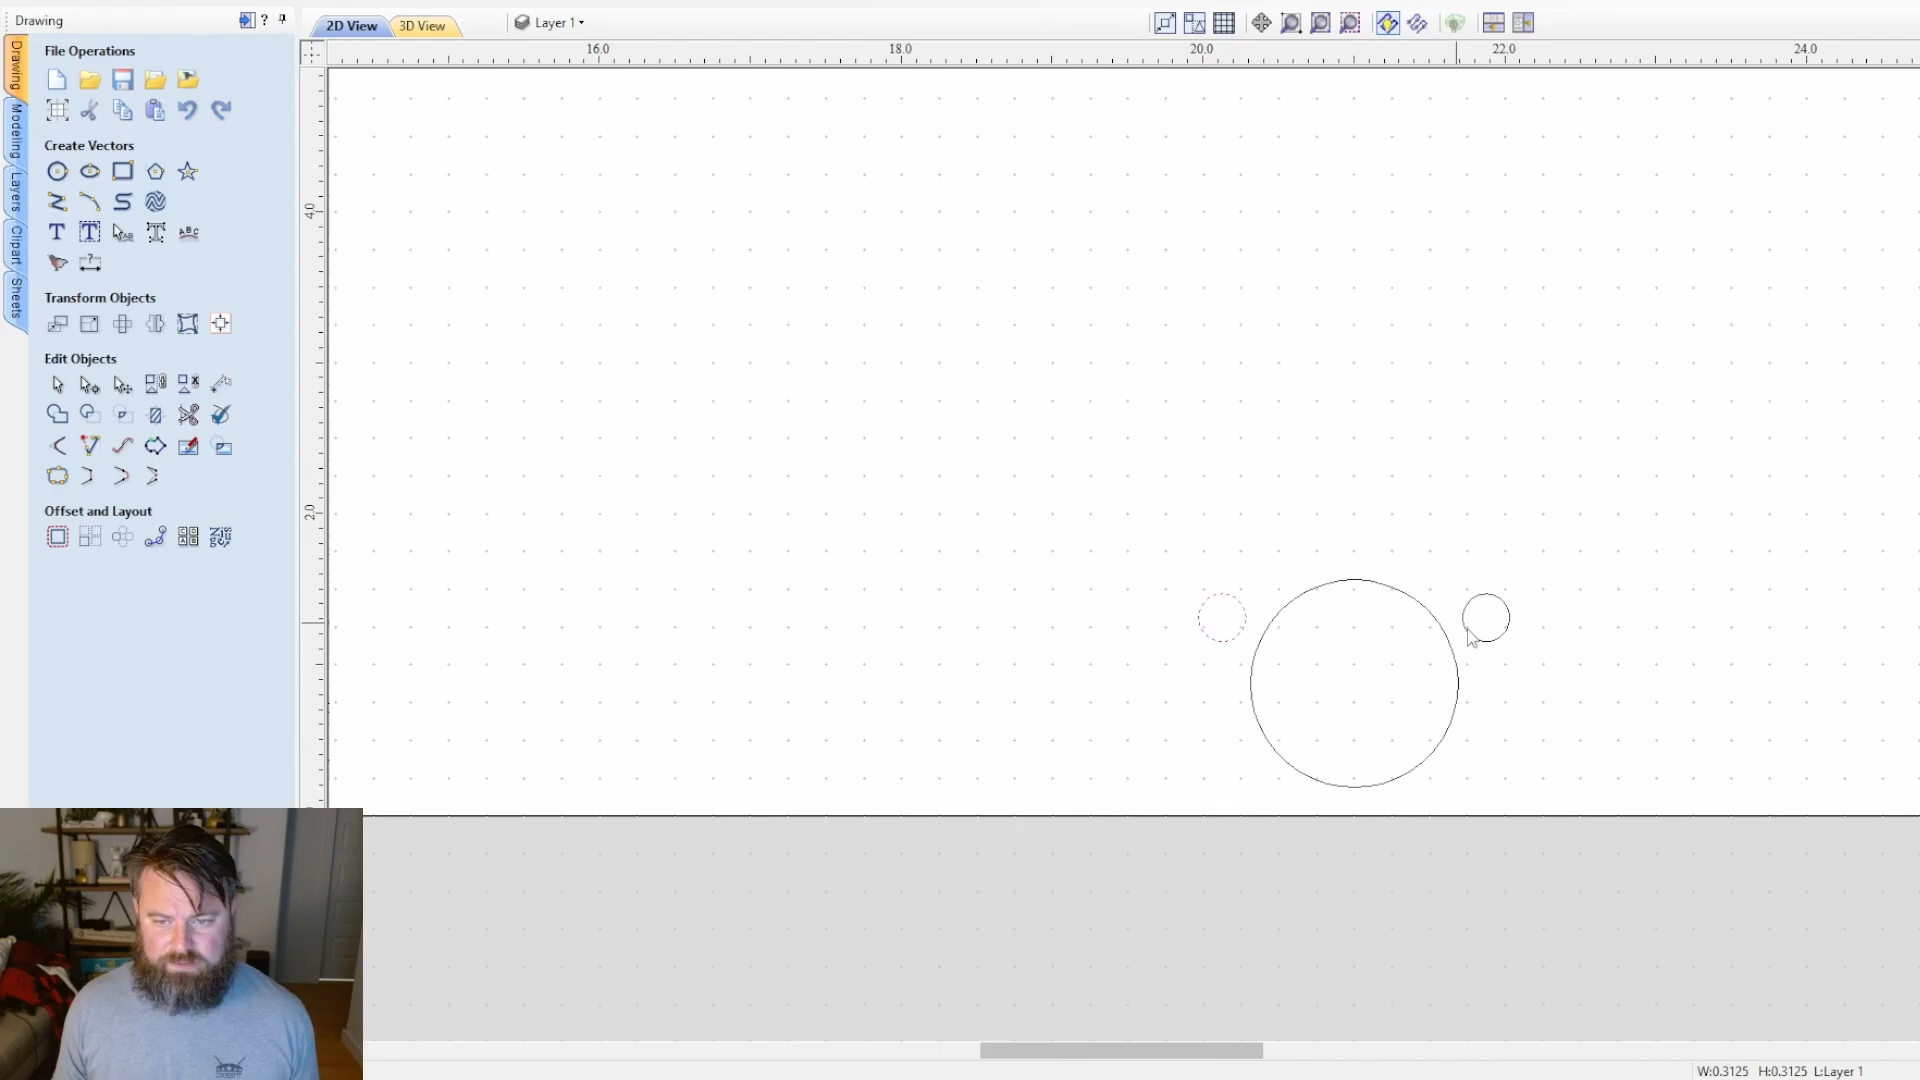 Drawing
?
2D View
3D View
Layer 1
Drawing
Modelling
Layers
Clipart
Sheets
File Operations
Create Vectors
Transform Objects
Edit Objects
Offset and Layout
16.0
18.0
20.0
22.0
24.0
4.0
2.0
W:0.3125 H:0.3125 L:Layer 1